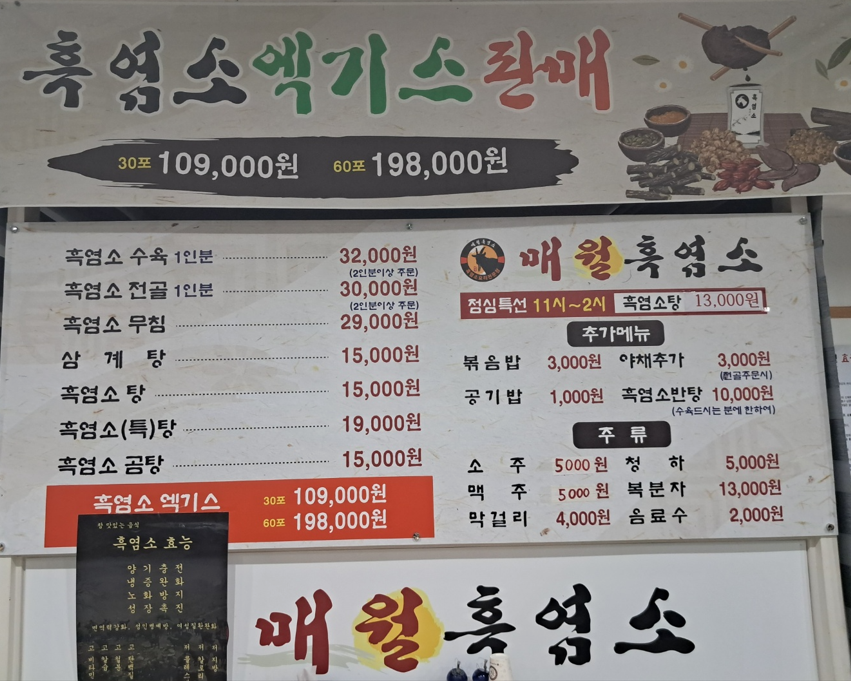 흑염소엑기스판매
30포 109,000원 60포 198,000원
흑염소
흑염소 수육 1인분 32,000원
(2인분이상 주문)
흑염소 전골 1인분 30,000원
(2인분이상 주문)
흑염소 무침 29,000원
삼계탕 15,000원
흑염소 탕 15,000원
흑염소(특)탕 19,000원
흑염소 곰탕 15,000원
흑염소 엑기스 30포 109,000원
60포 198,000원
매월흑염소
점심특선 11시~2시 흑염소탕 13,000원
추가메뉴
볶음밥 3,000원 야채추가 3,000원
(전골주문시)
공기밥 1,000원 흑염소반탕 10,000원
(수육드시는 분에 한하여)
주류
소주 5000원 청하 5,000원
맥주 5000원 복분자 13,000원
막걸리 4,000원 음료수 2,000원
흑염소 효능
양기충전
냉증완화
노화방지
성장촉진
매월흑염소